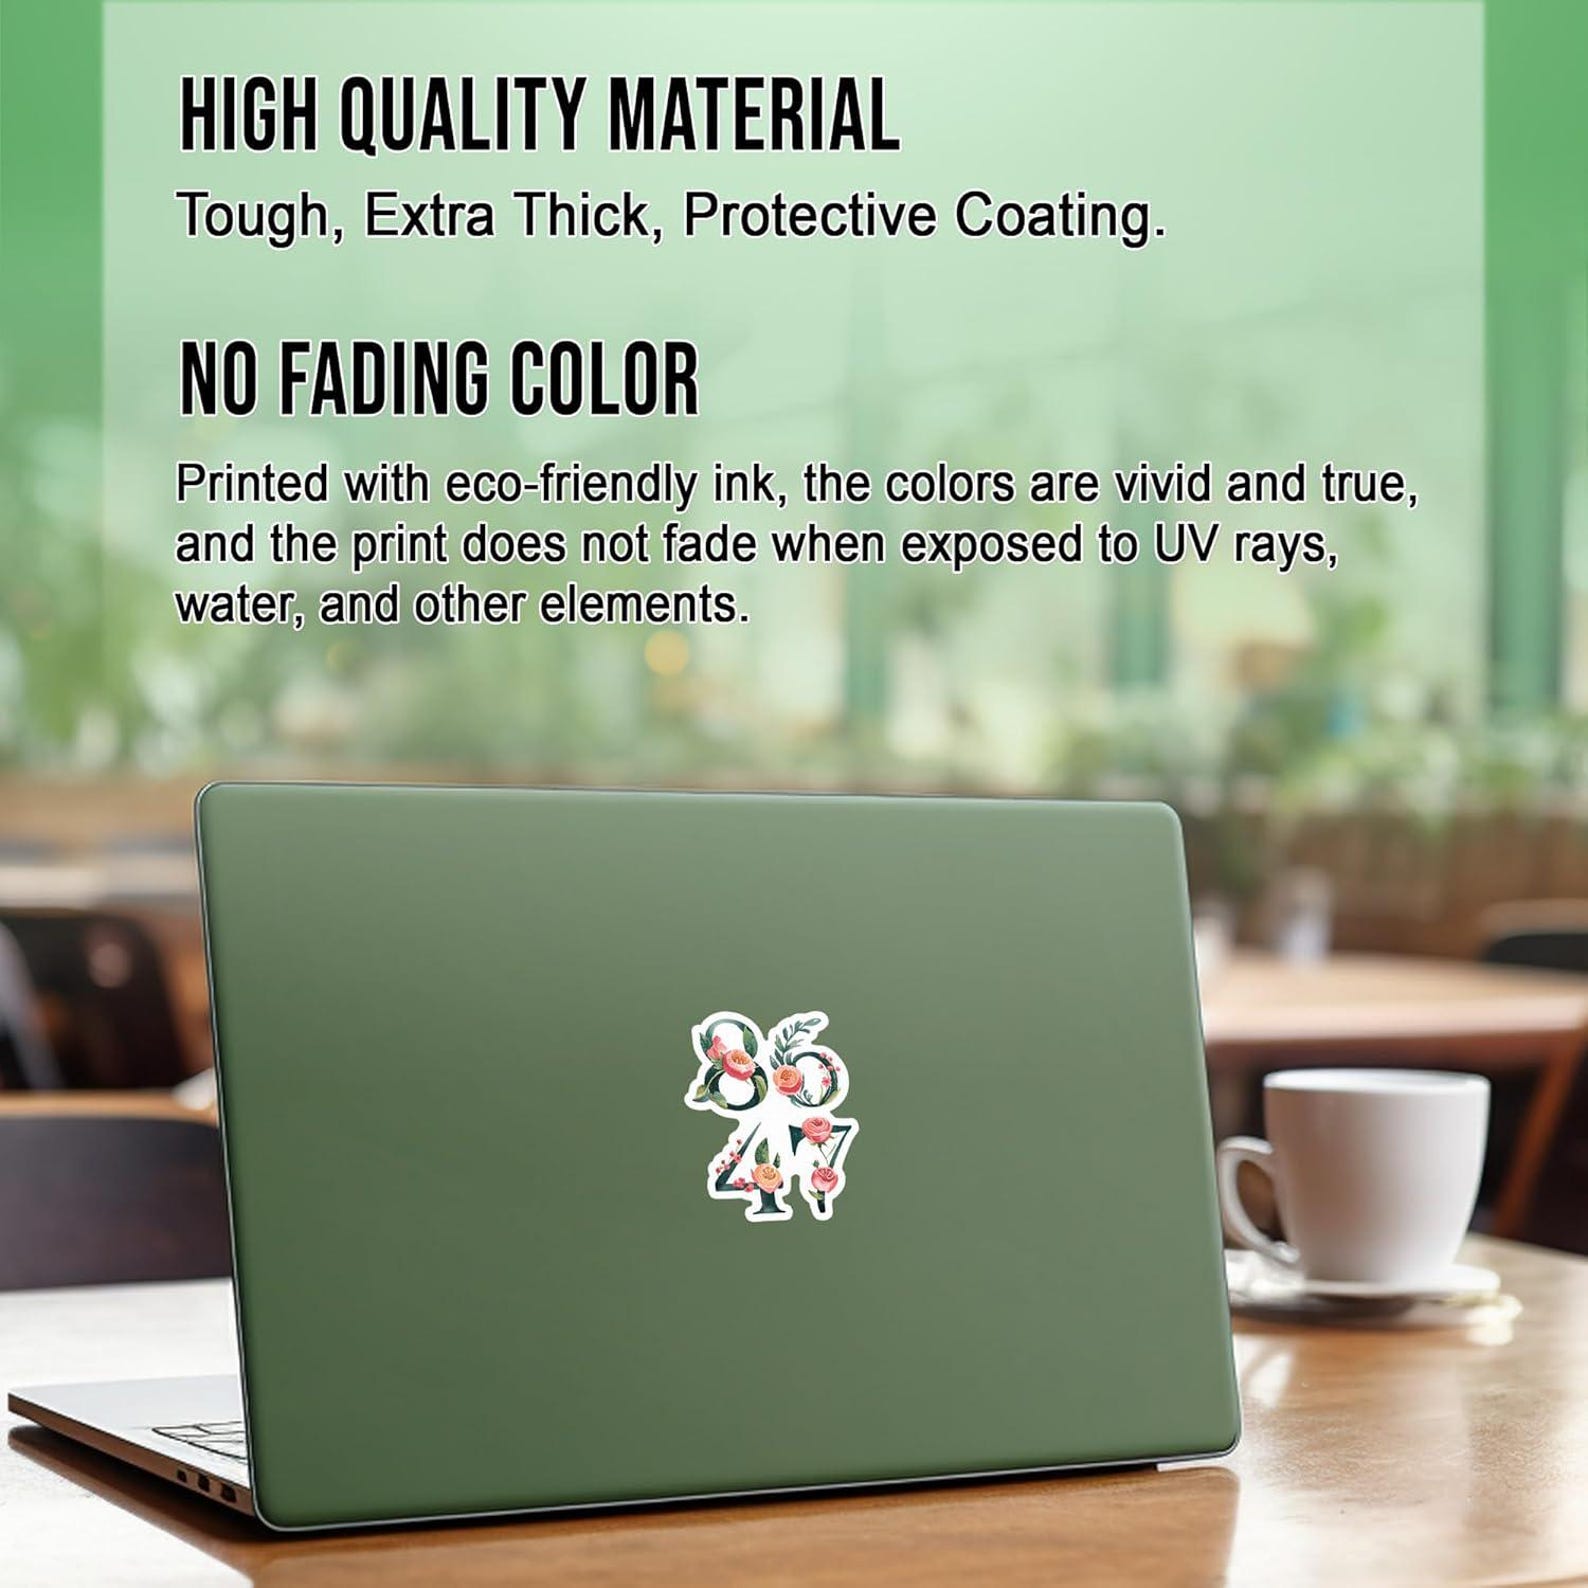 HIGH QUALITY MATERIAL
Tough, Extra Thick, Protective Coating.
NO FADING COLOR
Printed with eco-friendly ink, the colors are vivid and true,
and the print does not fade when exposed to UV rays,
water, and other elements.
86
47